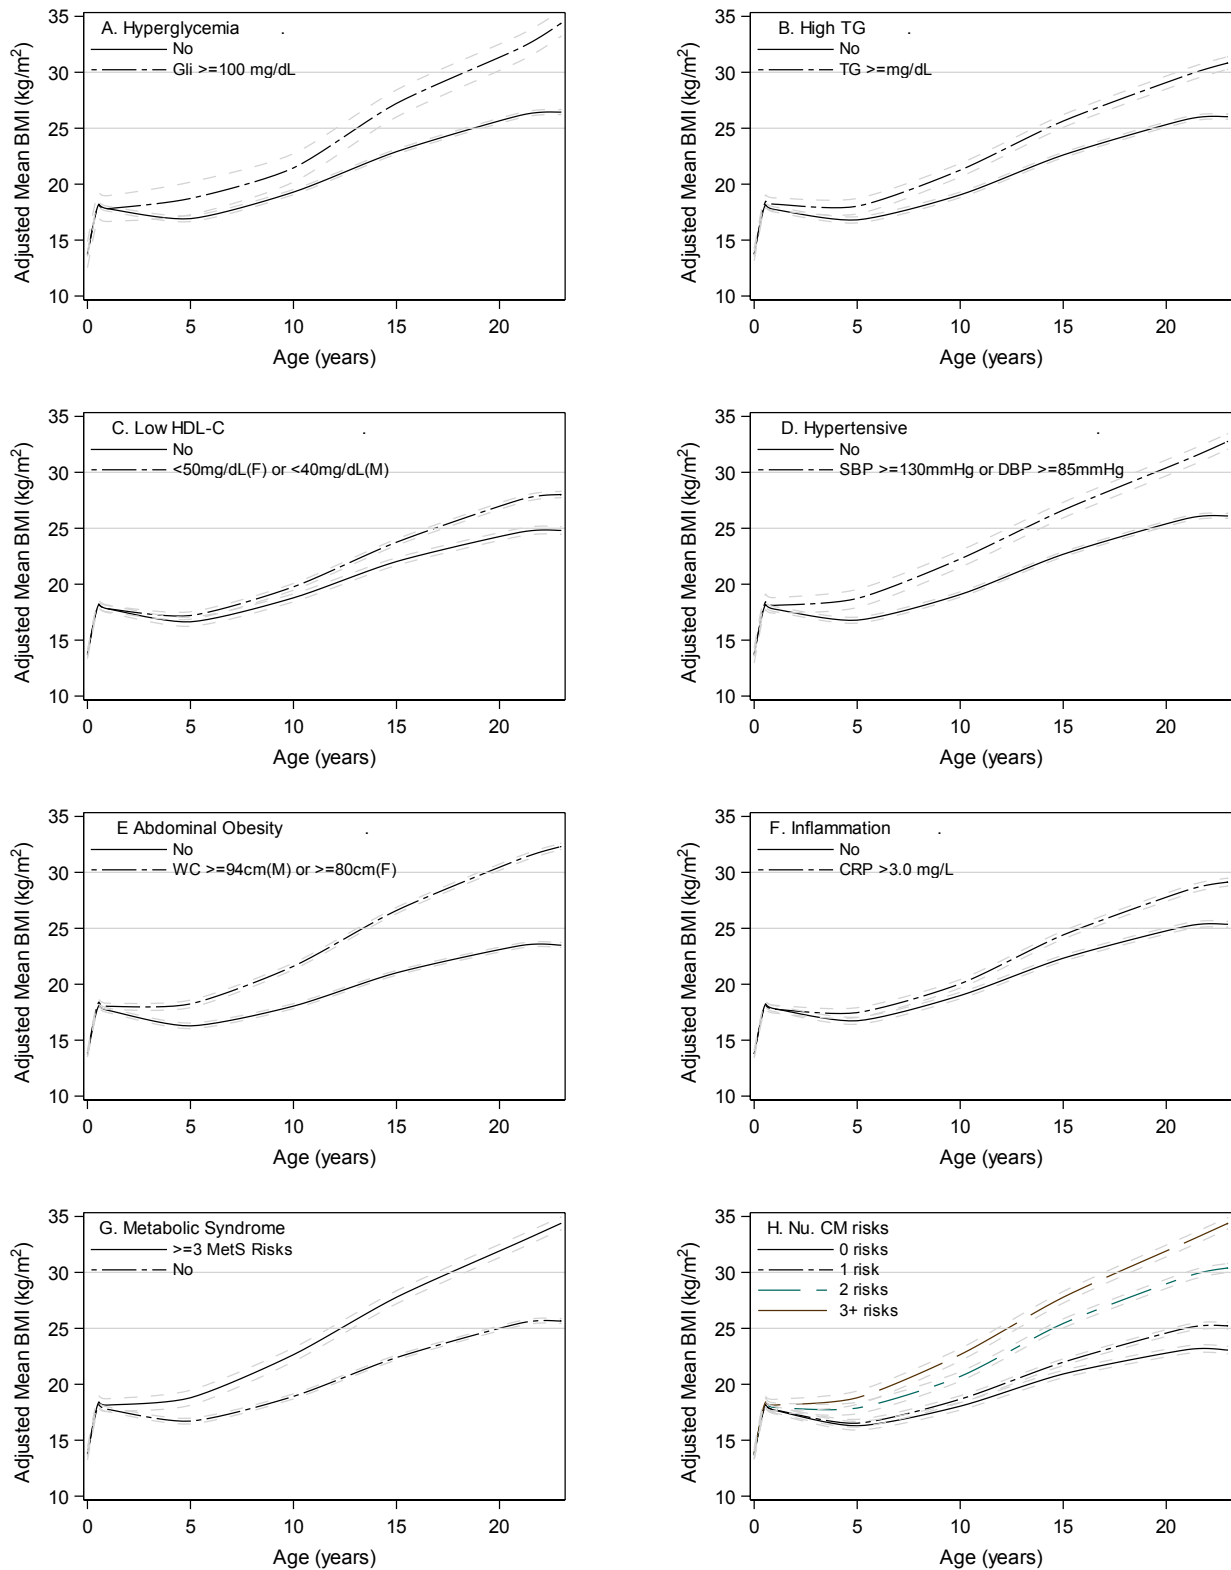 A. Hyperglycemia .
No
Gli >=100 mg/dL
Adjusted Mean BMI (kg/m²)
35
30
25
20
15
10
0 5 10 15 20
Age (years)
B. High TG .
No
TG >=mg/dL
Adjusted Mean BMI (kg/m²)
35
30
25
20
15
10
0 5 10 15 20
Age (years)
C. Low HDL-C .
No
<50mg/dL(F) or <40mg/dL(M)
Adjusted Mean BMI (kg/m²)
35
30
25
20
15
10
0 5 10 15 20
Age (years)
D. Hypertensive .
No
SBP >=130mmHg or DBP >=85mmHg
Adjusted Mean BMI (kg/m²)
35
30
25
20
15
10
0 5 10 15 20
Age (years)
E Abdominal Obesity .
No
WC >=94cm(M) or >=80cm(F)
Adjusted Mean BMI (kg/m²)
35
30
25
20
15
10
0 5 10 15 20
Age (years)
F. Inflammation .
No
CRP >3.0 mg/L
Adjusted Mean BMI (kg/m²)
35
30
25
20
15
10
0 5 10 15 20
Age (years)
G. Metabolic Syndrome
>=3 MetS Risks
No
Adjusted Mean BMI (kg/m²)
35
30
25
20
15
10
0 5 10 15 20
Age (years)
H. Nu. CM risks
0 risks
1 risk
2 risks
3+ risks
Adjusted Mean BMI (kg/m²)
35
30
25
20
15
10
0 5 10 15 20
Age (years)